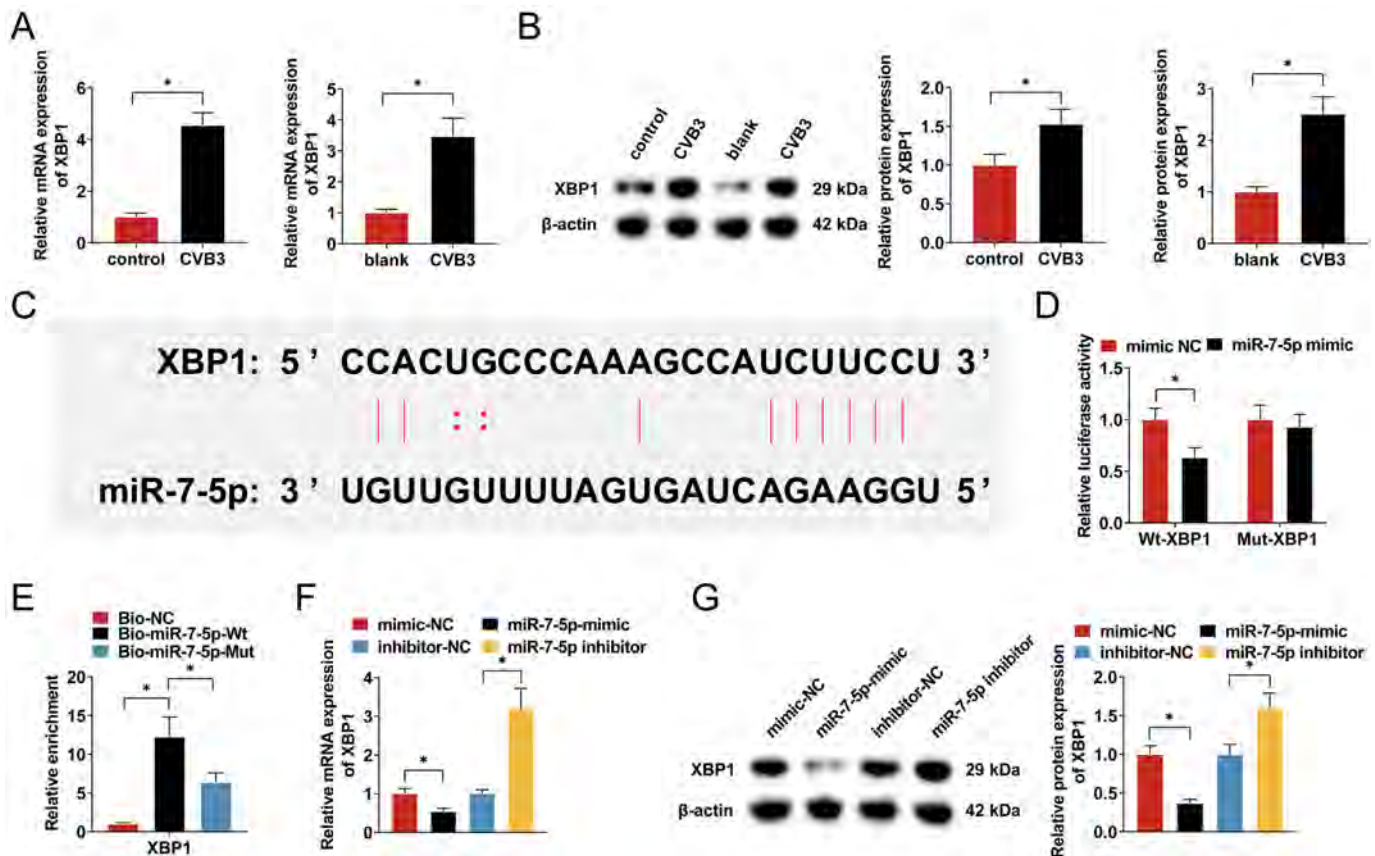 A
Relative mRNA expression
of XBP1
6
4
2
0
*
control CVB3
Relative mRNA expression
of XBP1
5
4
3
2
1
0
*
blank CVB3
B
control CVB3 blank CVB3
XBP1 29 kDa
β-actin 42 kDa
Relative protein expression
of XBP1
2.0
1.5
1.0
0.5
0.0
*
control CVB3
Relative protein expression
of XBP1
3
2
1
0
*
blank CVB3
C
XBP1: 5 ' CCACUGCCCAAAGCCAUCUUCCU 3 '
miR-7-5p: 3 ' UGUUGUUUUAGUGAUCAGAAGGU 5 '
D
mimic NC miR-7-5p mimic
Relative luciferase activity
1.5
1.0
0.5
0.0
*
Wt-XBP1 Mut-XBP1
E
Bio-NC
Bio-miR-7-5p-Wt
Bio-miR-7-5p-Mut
Relative enrichment
20
15
10
5
0
* *
XBP1
F
mimic-NC miR-7-5p-mimic
inhibitor-NC miR-7-5p inhibitor
Relative mRNA expression
of XBP1
4
3
2
1
0
* *
G
mimic-NC miR-7-5p-mimic inhibitor-NC miR-7-5p inhibitor
XBP1 29 kDa
β-actin 42 kDa
mimic-NC miR-7-5p-mimic
inhibitor-NC miR-7-5p inhibitor
Relative protein expression
of XBP1
2.0
1.5
1.0
0.5
0.0
* *